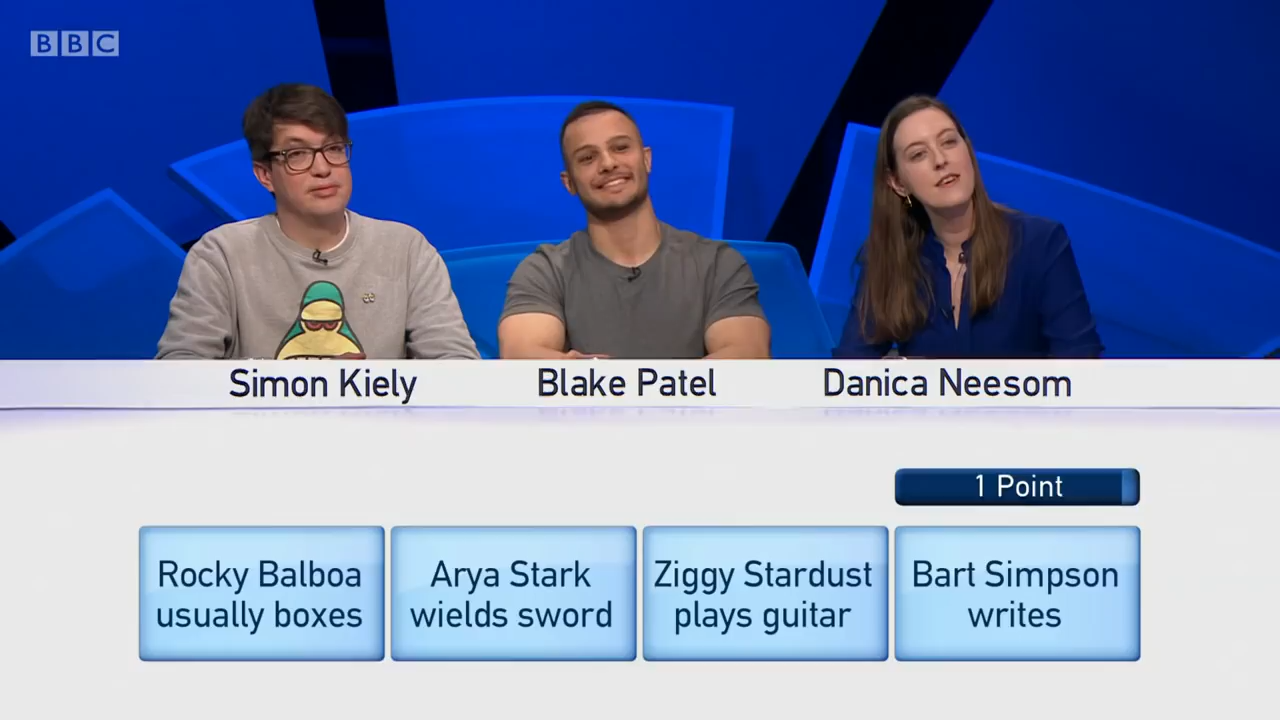 BBC
Simon Kiely
Blake Patel
Danica Neesom
1 Point
Rocky Balboa
usually boxes
Arya Stark
wields sword
Ziggy Stardust
plays guitar
Bart Simpson
writes